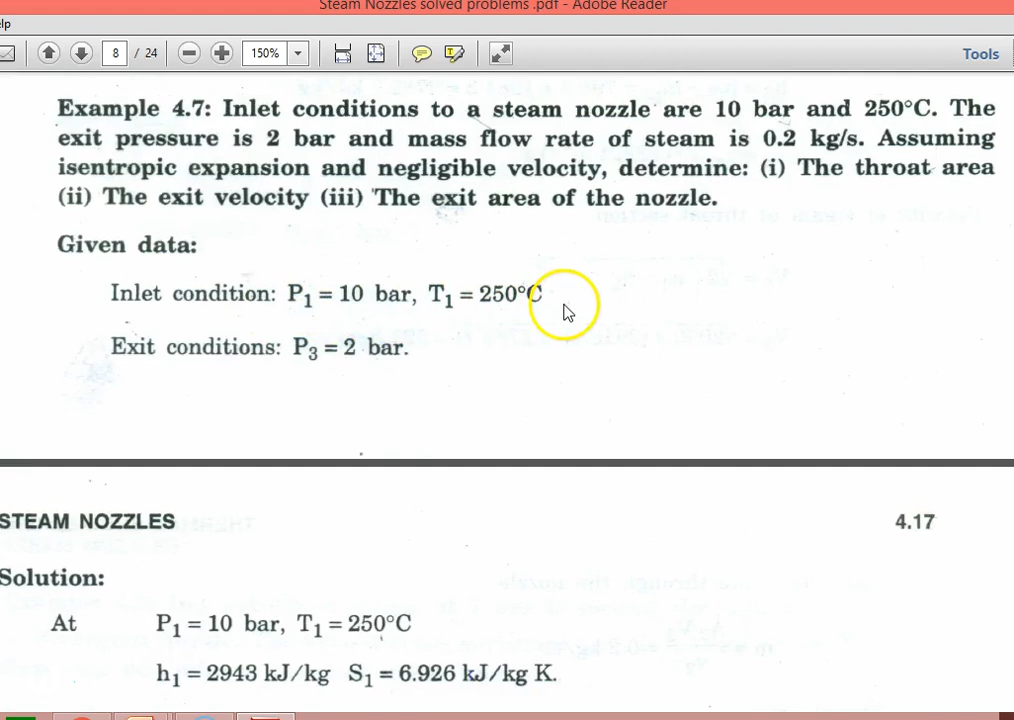 Steam Nozzles solved problems .pdf - Adobe Reader
elp
8 / 24 150% Tools
Example 4.7: Inlet conditions to a steam nozzle are 10 bar and 250°C. The
exit pressure is 2 bar and mass flow rate of steam is 0.2 kg/s. Assuming
isentropic expansion and negligible velocity, determine: (i) The throat area
(ii) The exit velocity (iii) The exit area of the nozzle.
Given data:
Inlet condition: P1 = 10 bar, T1 = 250°C
Exit conditions: P3 = 2 bar.
STEAM NOZZLES 4.17
Solution:
At P1 = 10 bar, T1 = 250°C
h1 = 2943 kJ/kg S1 = 6.926 kJ/kg K.